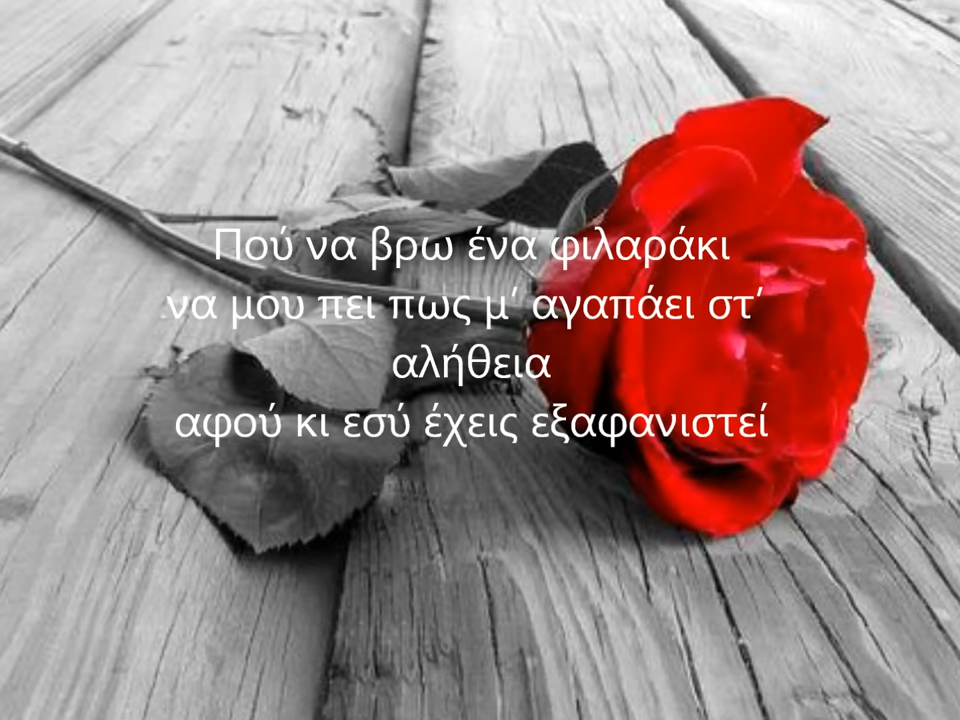 Πού να βρω ένα φιλαράκι
να μου πει πως μ΄ αγαπάει στ΄
αλήθεια
αφού κι εσύ έχεις εξαφανιστεί